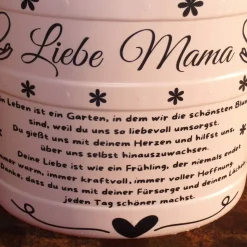 Liebe Mama
Leben ist ein Garten, in dem wir die schönsten
sind, weil du uns so liebevoll umsorgst.
Du gießt uns mit deinem Herzen und hilfst uns,
über uns selbst hinauszuwachsen.
Deine Liebe ist wie ein Frühling, der niemals endet
immer warm, immer kraftvoll, immer voller Hoffnung.
Danke, dass du uns mit deiner Fürsorge und deinem
jeden Tag schöner machst.